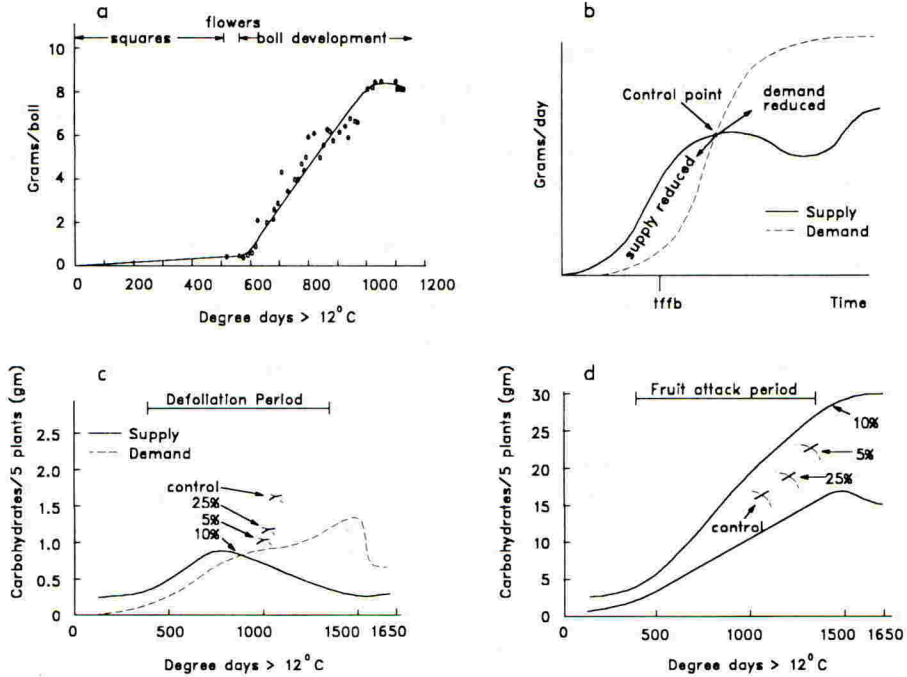 a
flowers
squares
boll development
10
8
6
4
2
0
Grams/boll
0 200 400 600 800 1000 1200
Degree days > 12°C
b
Grams/day
Control point
demand
reduced
supply reduced
Supply
Demand
tffb
Time
c
Carbohydrates/5 plants (gm)
Defoliation Period
Supply
Demand
2.5
2.0
1.5
1.0
0.5
0
control
25%
5%
10%
0 500 1000 1500 1650
Degree days > 12°C
d
Carbohydrates/5 plants (gm)
Fruit attack period
30
25
20
15
10
5
0
10%
5%
25%
control
0 500 1000 1500 1650
Degree days > 12°C